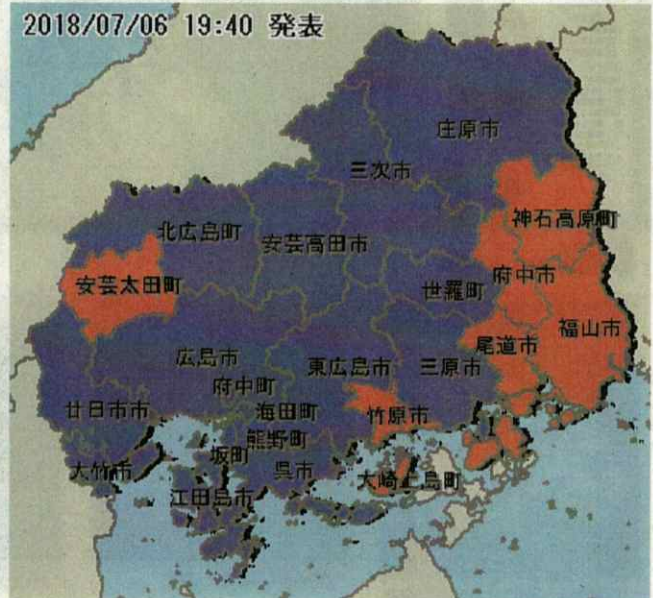 2018/07/06 19:40 発表
庄原市
三次市
神石高原町
北広島町
安芸高田市
安芸太田町
世羅町
府中市
福山市
尾道市
広島市
東広島市
三原市
府中町
廿日市市
海田町
竹原市
熊野町
坂町
大竹市
呉市
大崎上島町
江田島市